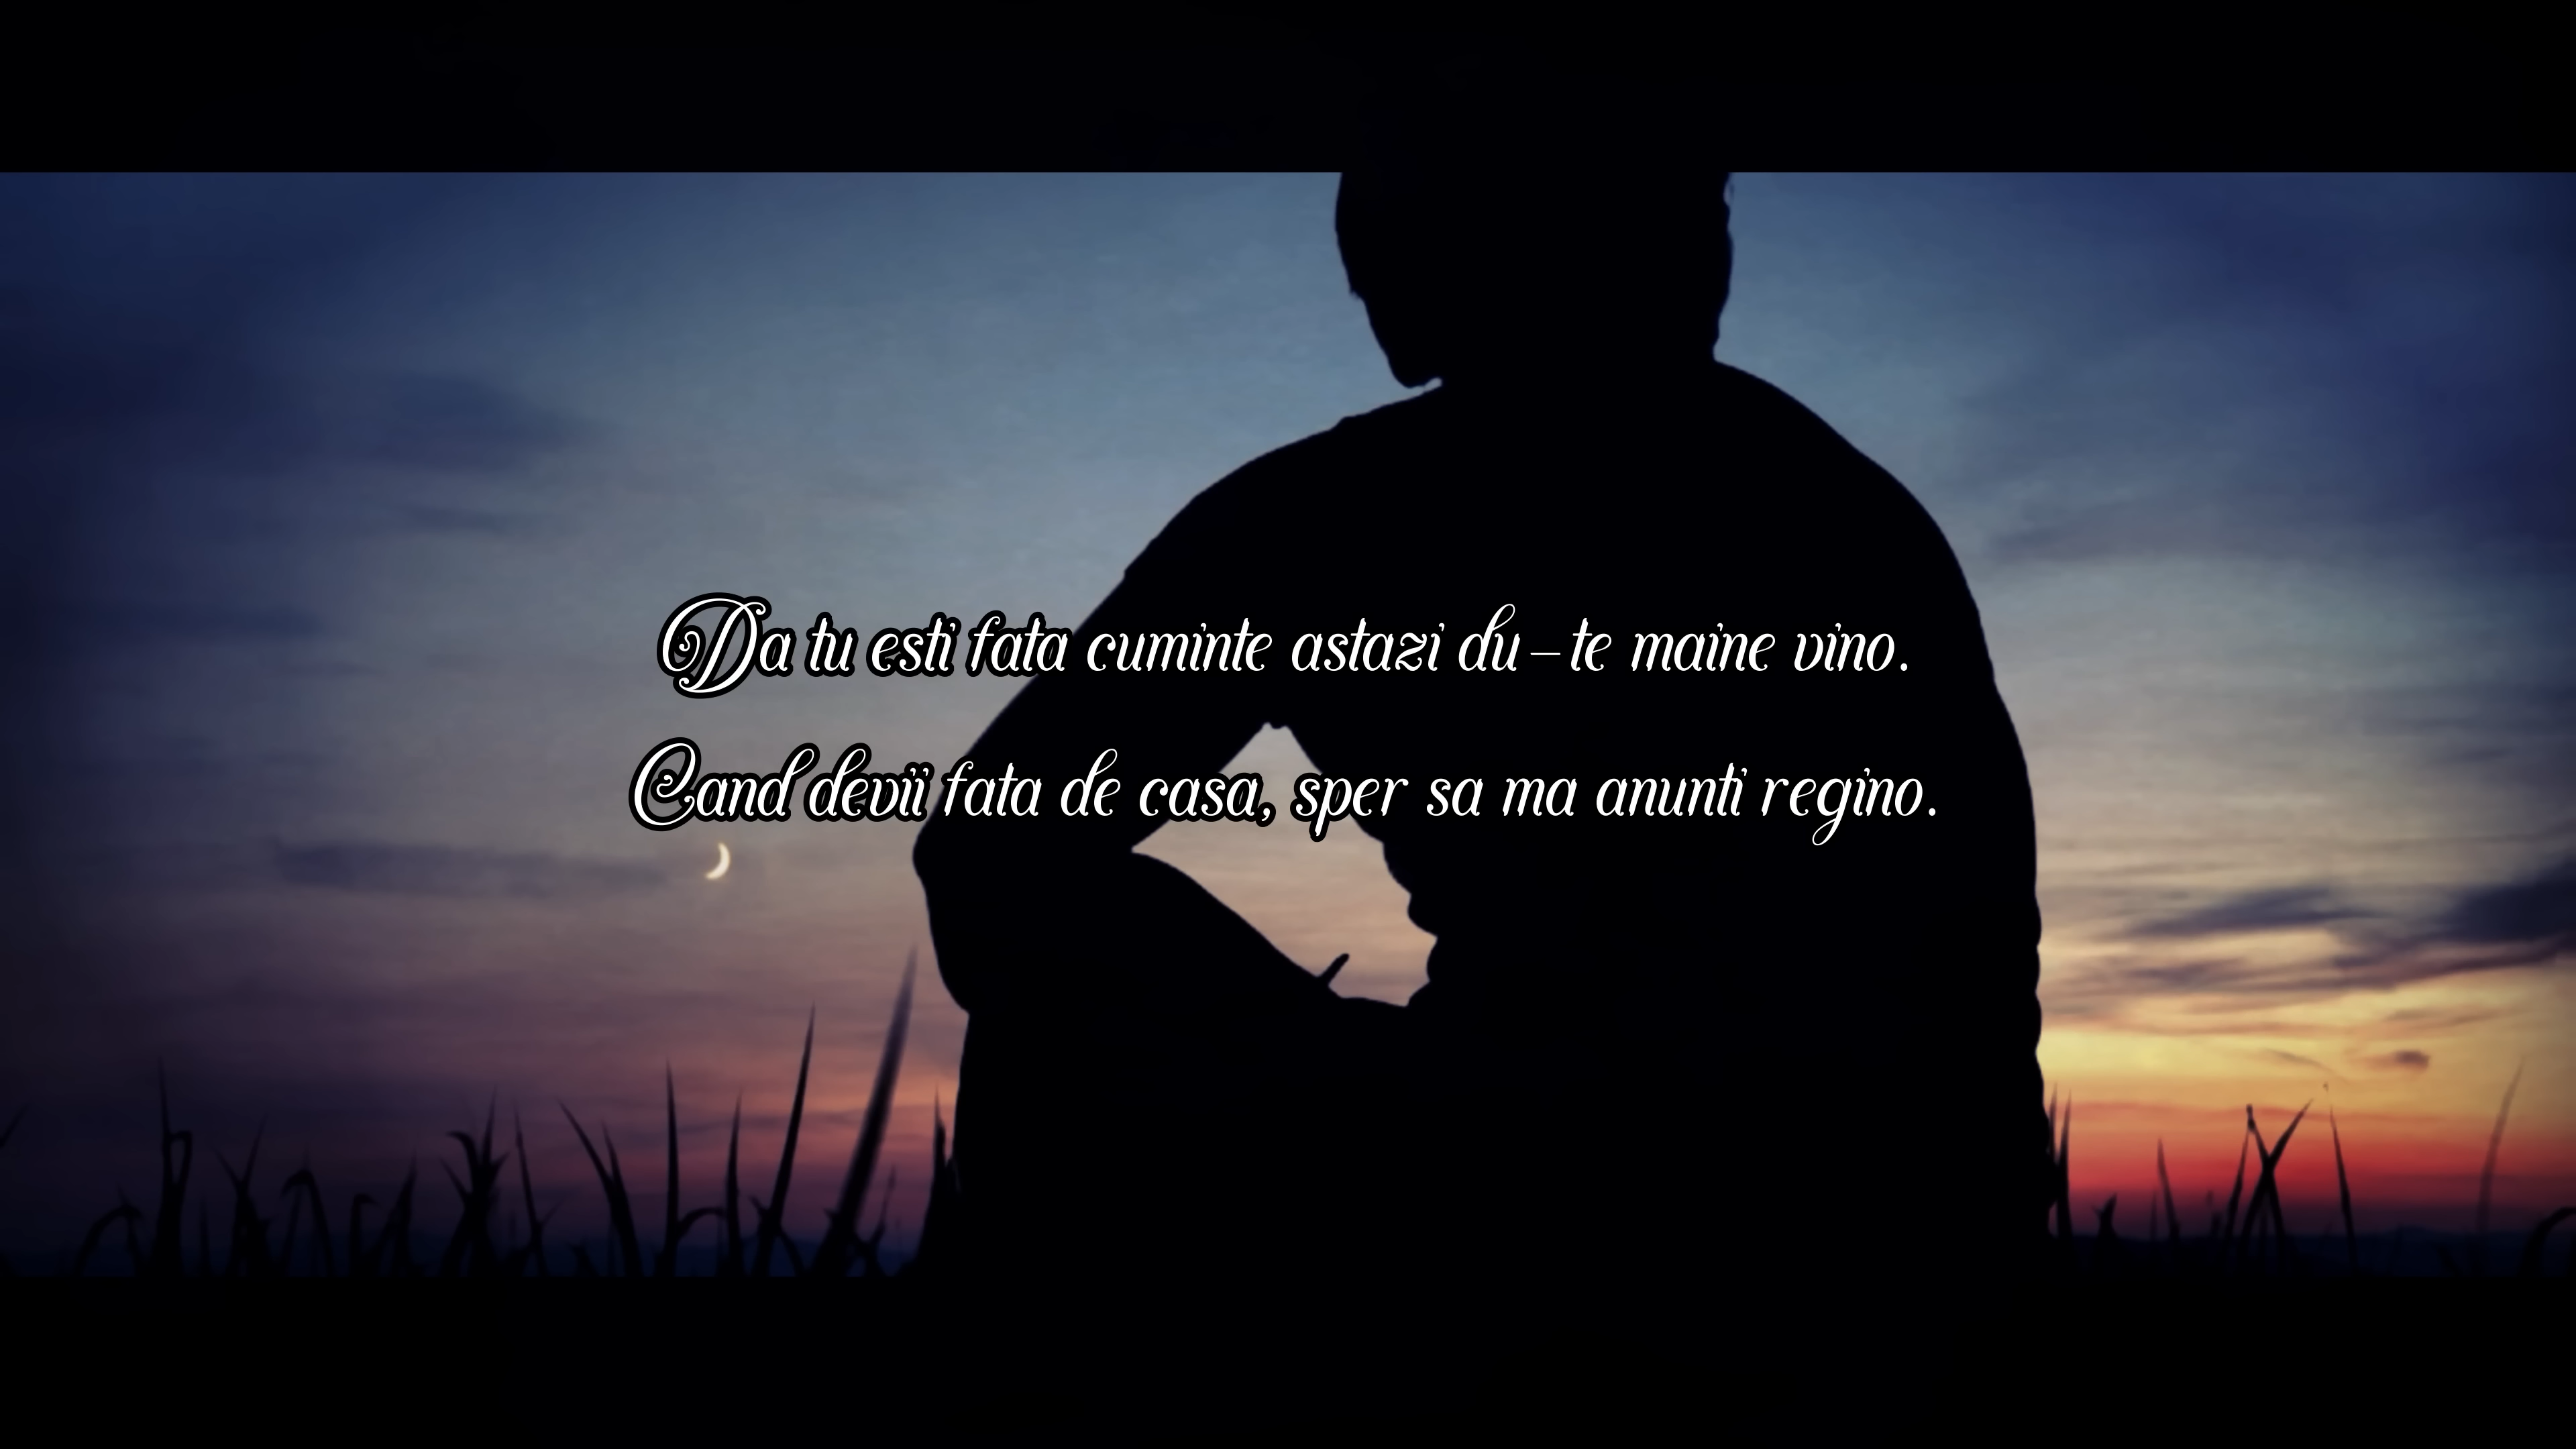 Da tu esti fata cuminte astazi du-te maine vino.
Cand devii fata de casa, sper sa ma anunti regino.